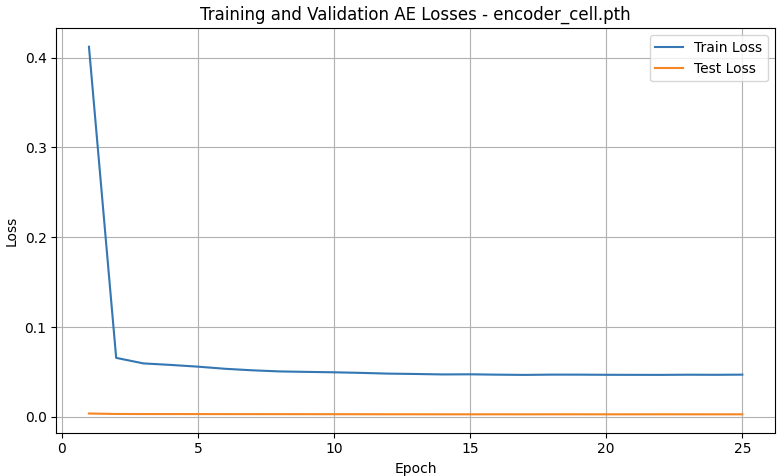 Training and Validation AE Losses - encoder_cell.pth
Train Loss
Test Loss
0.4
0.3
0.2
0.1
0.0
Loss
0 5 10 15 20 25
Epoch